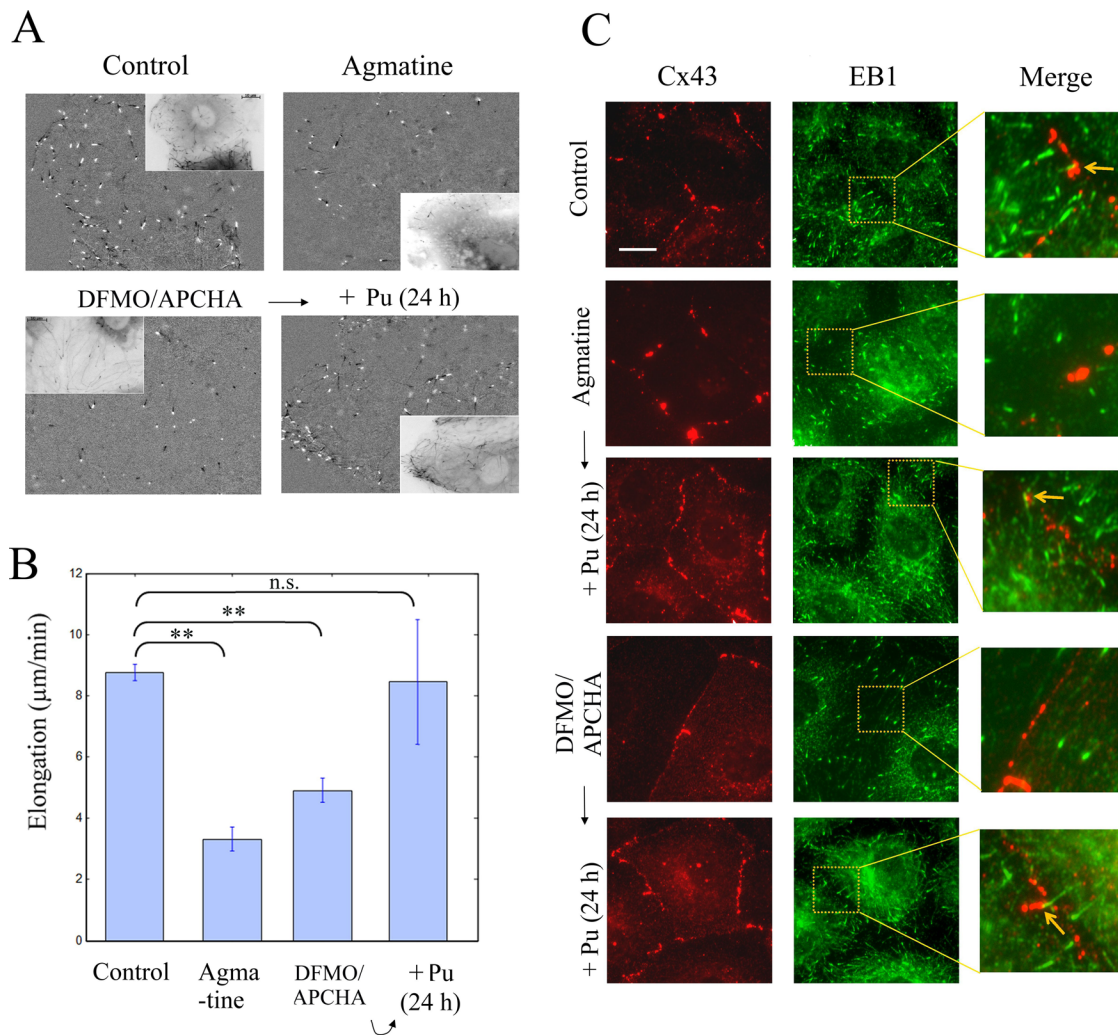 A
Control Agmatine
DFMO/APCHA + Pu (24 h)
B
12
10
8
6
4
2
0
Elongation (µm/min)
n.s.
**
**
Control
Agma
-tine
DFMO/
APCHA
+ Pu
(24 h)
C
Cx43 EB1 Merge
Control
Agmatine
+ Pu (24 h)
DFMO/
APCHA
+ Pu (24 h)